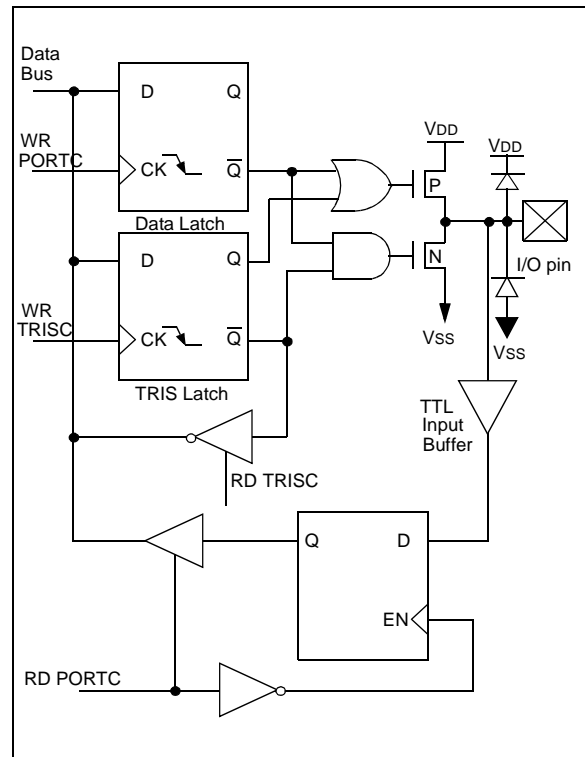 Data
Bus
D
Q
WR
PORTC
CK
Q
Data Latch
VDD
P
VDD
D
Q
WR
TRISC
CK
Q
TRIS Latch
N
VSS
I/O pin
VSS
TTL
Input
Buffer
RD TRISC
Q
D
EN
RD PORTC